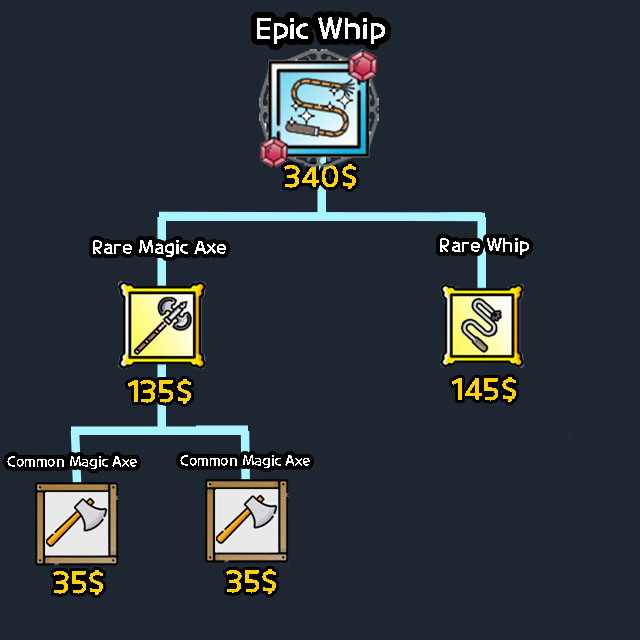 Epic Whip
340$
Rare Magic Axe
Rare Whip
135$
145$
Common Magic Axe
Common Magic Axe
35$
35$